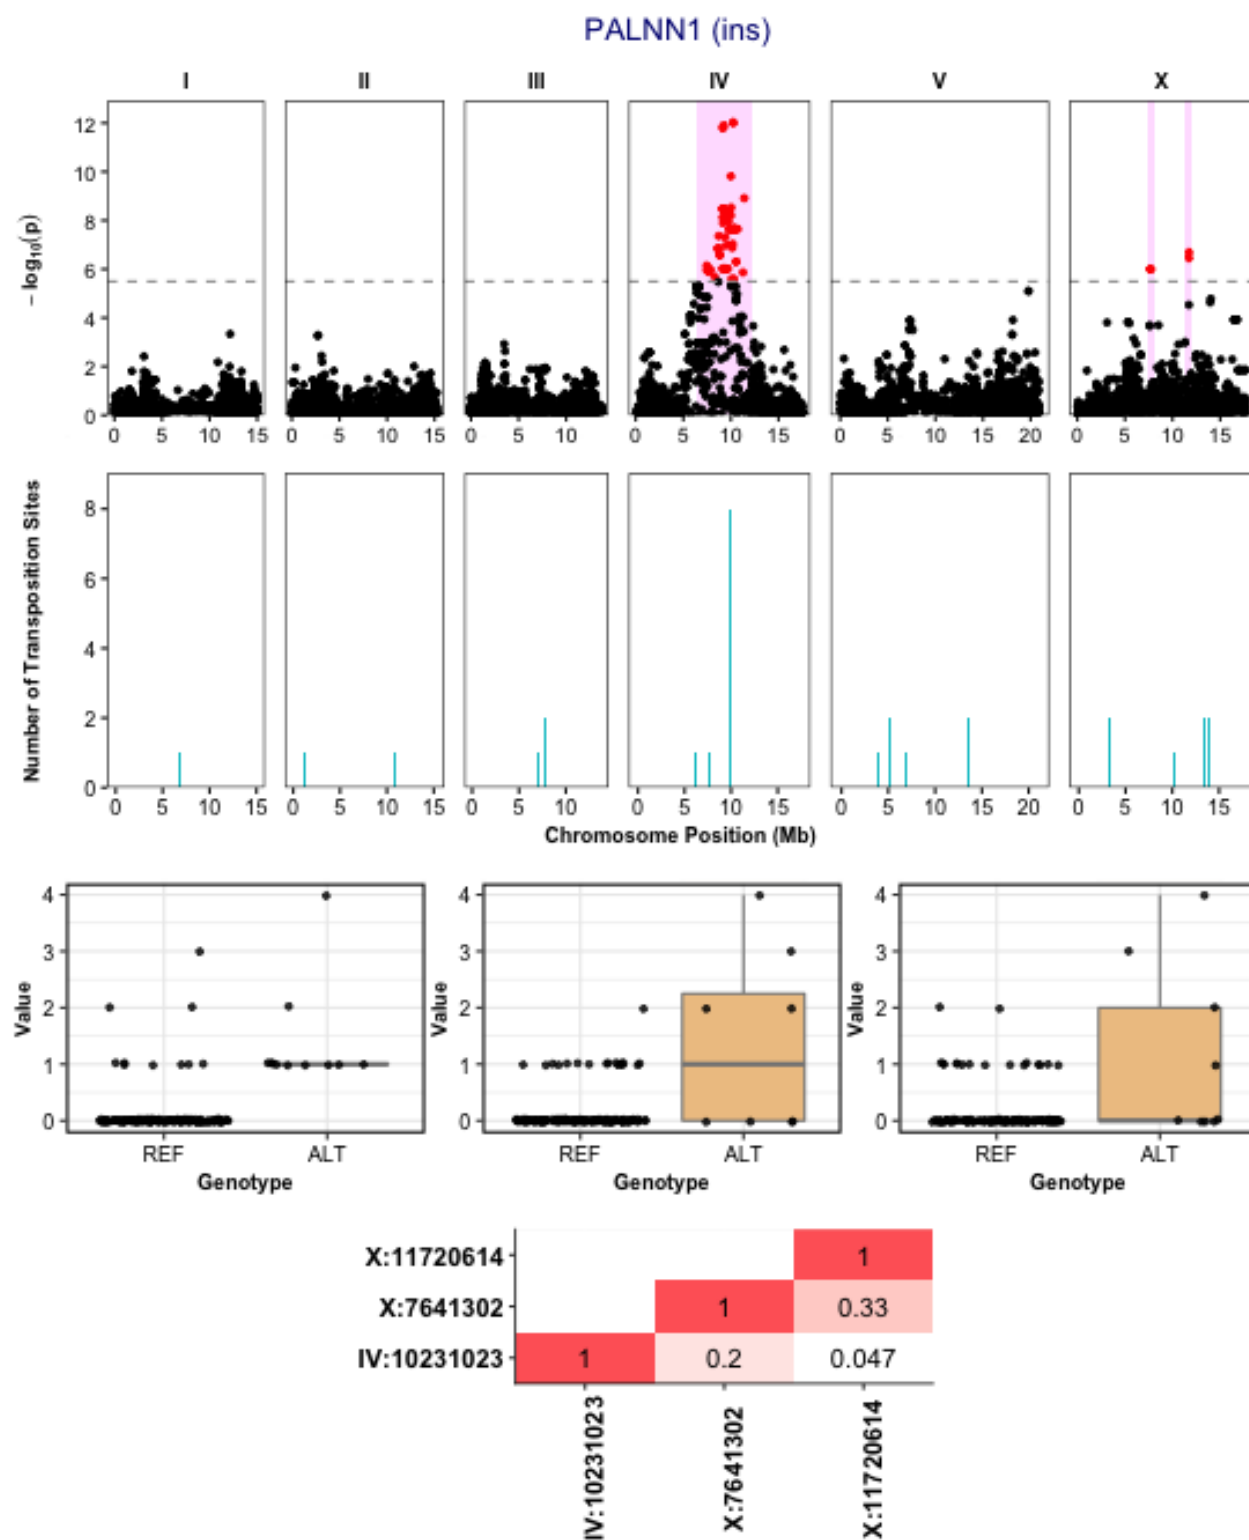 PALNN1 (ins)
I II III IV V X
− log₁₀(p)
12
10
8
6
4
2
0
0 5 10 15 0 5 10 15 0 5 10 0 5 10 15 0 5 10 15 20 0 5 10 15
Number of Transposition Sites
8
6
4
2
0
0 5 10 15 0 5 10 15 0 5 10 0 5 10 15 0 5 10 15 20 0 5 10 15
Chromosome Position (Mb)
Value
4
3
2
1
0
REF ALT
Genotype
Value
4
3
2
1
0
REF ALT
Genotype
Value
4
3
2
1
0
REF ALT
Genotype
X:11720614 1
X:7641302 1 0.33
IV:10231023 1 0.2 0.047
IV:10231023
X:7641302
X:11720614